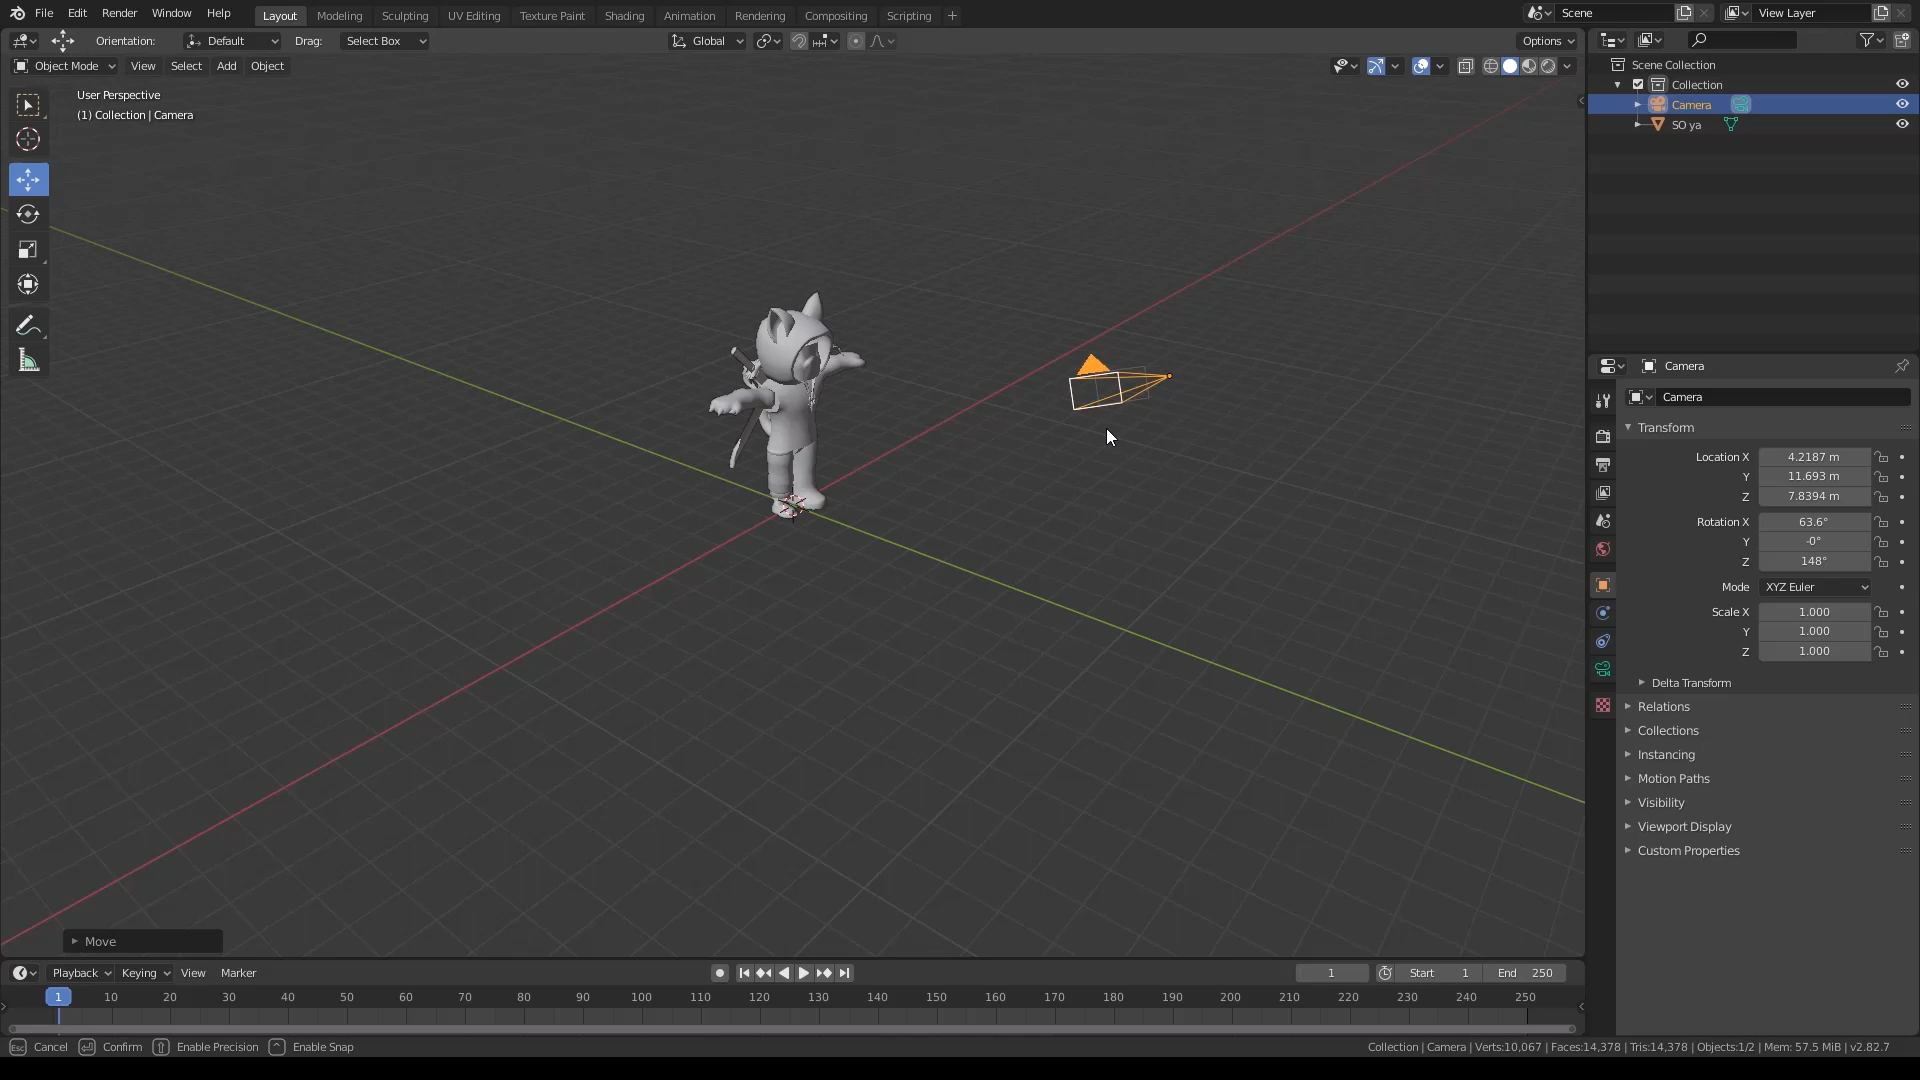 File Edit Render Window Help Layout Modeling Sculpting UV Editing Texture Paint Shading Animation Rendering Compositing Scripting + Scene View Layer
Orientation: Default Drag: Select Box Global Options
Object Mode View Select Add Object
User Perspective
(1) Collection | Camera
Scene Collection
Collection
Camera
SO ya
Camera
Camera
Transform
Location X 4.2187 m
Y 11.693 m
Z 7.8394 m
Rotation X 63.6°
Y -0°
Z 148°
Mode XYZ Euler
Scale X 1.000
Y 1.000
Z 1.000
Delta Transform
Relations
Collections
Instancing
Motion Paths
Visibility
Viewport Display
Custom Properties
Move
Playback Keying View Marker 1 Start 1 End 250
1 10 20 30 40 50 60 70 80 90 100 110 120 130 140 150 160 170 180 190 200 210 220 230 240 250
Esc Cancel Confirm Enable Precision Enable Snap Collection | Camera | Verts:10,067 | Faces:14,378 | Tris:14,378 | Objects:1/2 | Mem: 57.5 MiB | v2.82.7